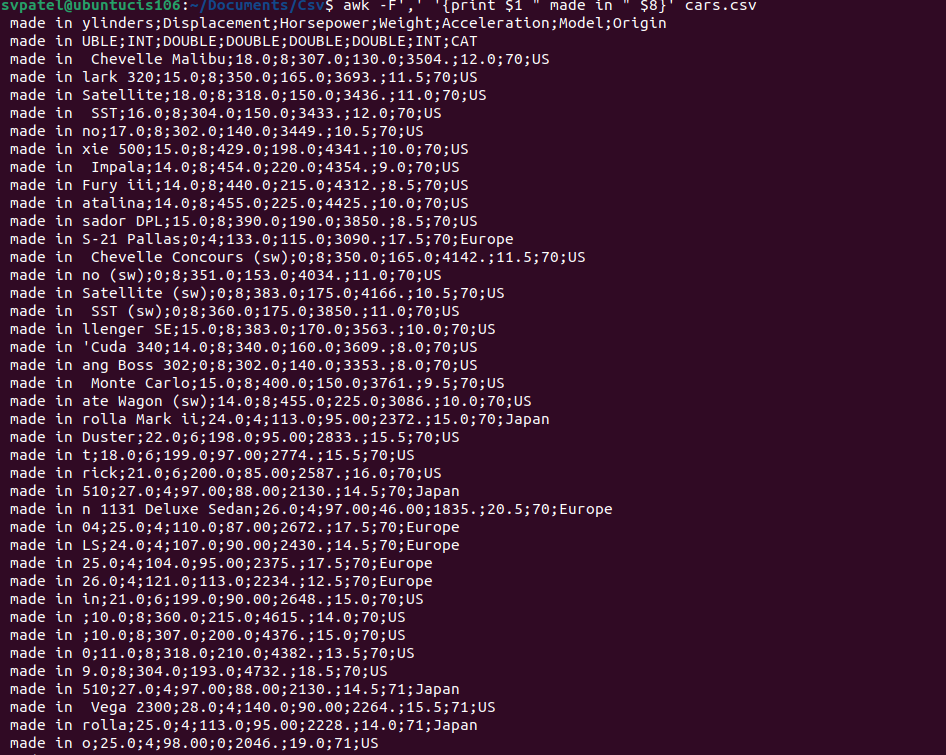 svpatel@ubuntucis106:~/Documents/Csv$ awk -F',' '{print $1 " made in " $8}' cars.csv
 made in ylinders;Displacement;Horsepower;Weight;Acceleration;Model;Origin
 made in UBLE;INT;DOUBLE;DOUBLE;DOUBLE;DOUBLE;INT;CAT
 made in  Chevelle Malibu;18.0;8;307.0;130.0;3504.;12.0;70;US
 made in lark 320;15.0;8;350.0;165.0;3693.;11.5;70;US
 made in Satellite;18.0;8;318.0;150.0;3436.;11.0;70;US
 made in  SST;16.0;8;304.0;150.0;3433.;12.0;70;US
 made in no;17.0;8;302.0;140.0;3449.;10.5;70;US
 made in xie 500;15.0;8;429.0;198.0;4341.;10.0;70;US
 made in  Impala;14.0;8;454.0;220.0;4354.;9.0;70;US
 made in Fury iii;14.0;8;440.0;215.0;4312.;8.5;70;US
 made in atalina;14.0;8;455.0;225.0;4425.;10.0;70;US
 made in sador DPL;15.0;8;390.0;190.0;3850.;8.5;70;US
 made in S-21 Pallas;0;4;133.0;115.0;3090.;17.5;70;Europe
 made in  Chevelle Concours (sw);0;8;350.0;165.0;4142.;11.5;70;US
 made in no (sw);0;8;351.0;153.0;4034.;11.0;70;US
 made in Satellite (sw);0;8;383.0;175.0;4166.;10.5;70;US
 made in  SST (sw);0;8;360.0;175.0;3850.;11.0;70;US
 made in llenger SE;15.0;8;383.0;170.0;3563.;10.0;70;US
 made in 'Cuda 340;14.0;8;340.0;160.0;3609.;8.0;70;US
 made in ang Boss 302;0;8;302.0;140.0;3353.;8.0;70;US
 made in  Monte Carlo;15.0;8;400.0;150.0;3761.;9.5;70;US
 made in ate Wagon (sw);14.0;8;455.0;225.0;3086.;10.0;70;US
 made in rolla Mark ii;24.0;4;113.0;95.00;2372.;15.0;70;Japan
 made in Duster;22.0;6;198.0;95.00;2833.;15.5;70;US
 made in t;18.0;6;199.0;97.00;2774.;15.5;70;US
 made in rick;21.0;6;200.0;85.00;2587.;16.0;70;US
 made in 510;27.0;4;97.00;88.00;2130.;14.5;70;Japan
 made in n 1131 Deluxe Sedan;26.0;4;97.00;46.00;1835.;20.5;70;Europe
 made in 04;25.0;4;110.0;87.00;2672.;17.5;70;Europe
 made in LS;24.0;4;107.0;90.00;2430.;14.5;70;Europe
 made in 25.0;4;104.0;95.00;2375.;17.5;70;Europe
 made in 26.0;4;121.0;113.0;2234.;12.5;70;Europe
 made in in;21.0;6;199.0;90.00;2648.;15.0;70;US
 made in ;10.0;8;360.0;215.0;4615.;14.0;70;US
 made in ;10.0;8;307.0;200.0;4376.;15.0;70;US
 made in 0;11.0;8;318.0;210.0;4382.;13.5;70;US
 made in 9.0;8;304.0;193.0;4732.;18.5;70;US
 made in 510;27.0;4;97.00;88.00;2130.;14.5;71;Japan
 made in  Vega 2300;28.0;4;140.0;90.00;2264.;15.5;71;US
 made in rolla;25.0;4;113.0;95.00;2228.;14.0;71;Japan
 made in o;25.0;4;98.00;0;2046.;19.0;71;US